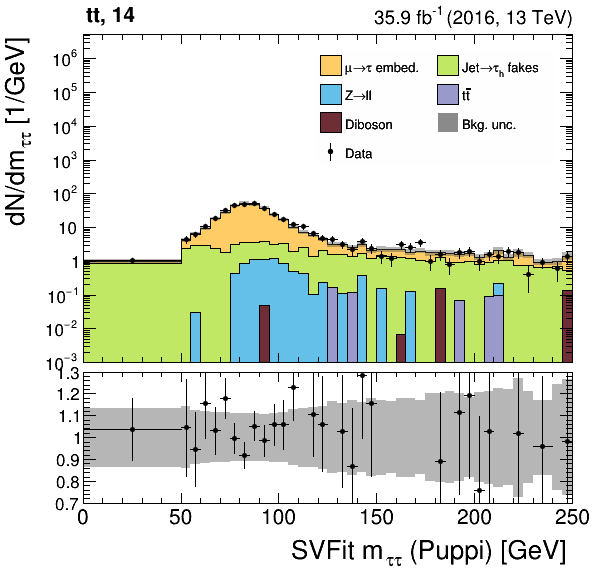 tt, 14
35.9 fb⁻¹ (2016, 13 TeV)
dN/dm_ττ [1/GeV]
μ→τ embed.
Jet→τ_h fakes
Z→ll
tt̅
Diboson
Bkg. unc.
Data
10⁶
10⁵
10⁴
10³
10²
10
1
10⁻¹
10⁻²
10⁻³
1.3
1.2
1.1
1
0.9
0.8
0.7
0 50 100 150 200 250
SVFit m_ττ (Puppi) [GeV]